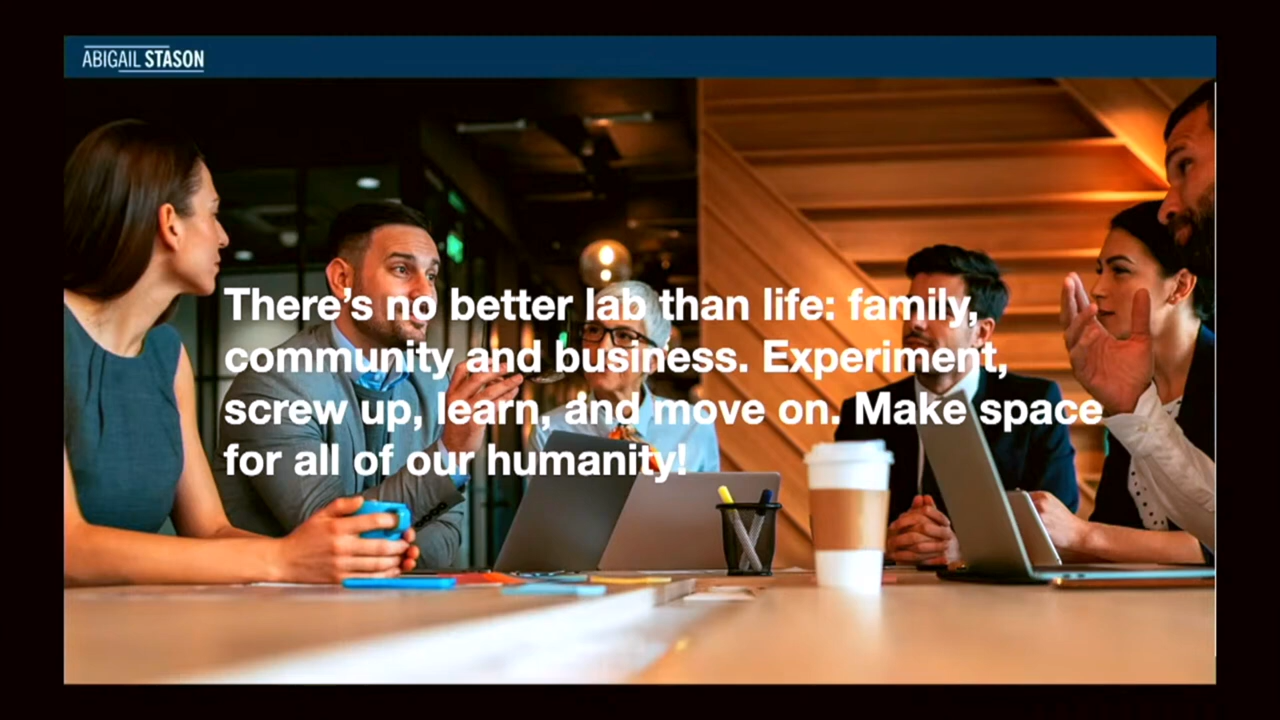 ABIGAIL STASON
There's no better lab than life: family,
community and business. Experiment,
screw up, learn, and move on. Make space
for all of our humanity!